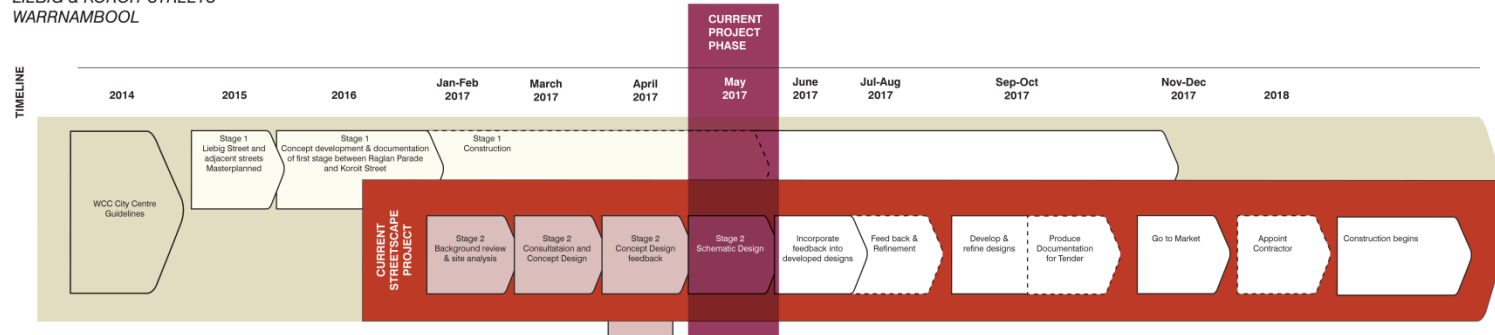 LIEBIG & KOROIT STREETS
WARRNAMBOOL
CURRENT
PROJECT
PHASE
TIMELINE
2014
2015
2016
Jan-Feb
2017
March
2017
April
2017
May
2017
June
2017
Jul-Aug
2017
Sep-Oct
2017
Nov-Dec
2017
2018
WCC City Centre
Guidelines
Stage 1
Liebig Street and
adjacent streets
Masterplanned
Stage 1
Concept development & documentation
of first stage between Raglan Parade
and Koroit Street
Stage 1
Construction
CURRENT
STREETSCAPE
PROJECT
Stage 2
Background review
& site analysis
Stage 2
Consultataion and
Concept Design
Stage 2
Concept Design
feedback
Stage 2
Schematic Design
Incorporate
feedback into
developed designs
Feed back &
Refinement
Develop &
refine designs
Produce
Documentation
for Tender
Go to Market
Appoint
Contractor
Construction begins